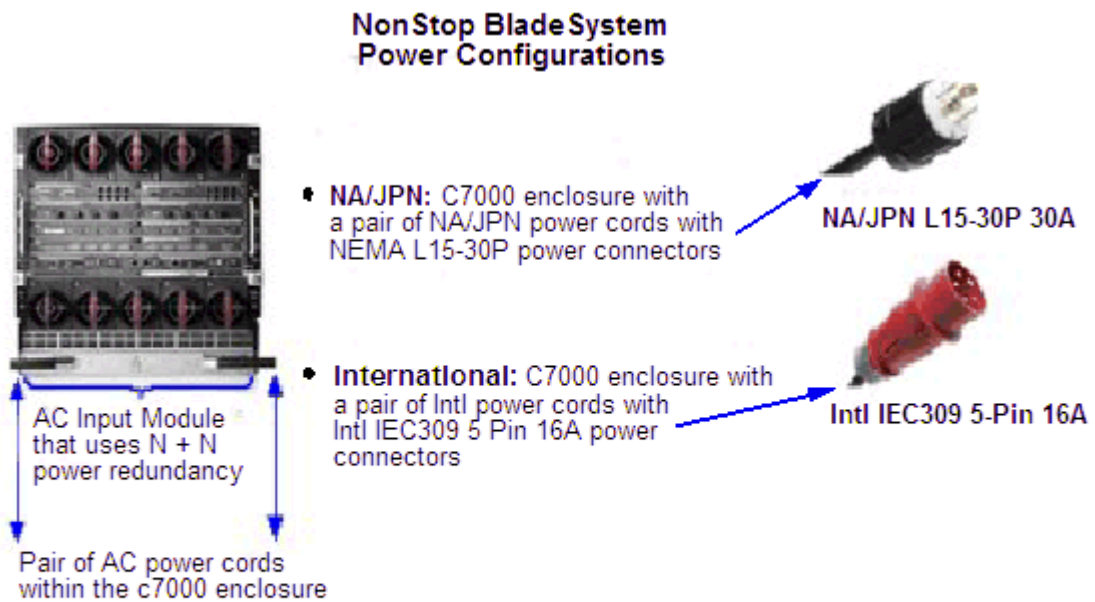 NonStop BladeSystem
Power Configurations
• NA/JPN: C7000 enclosure with
a pair of NA/JPN power cords with
NEMA L15-30P power connectors
NA/JPN L15-30P 30A
• International: C7000 enclosure with
a pair of Intl power cords with
Intl IEC309 5 Pin 16A power
connectors
Intl IEC309 5-Pin 16A
AC Input Module
that uses N + N
power redundancy
Pair of AC power cords
within the c7000 enclosure